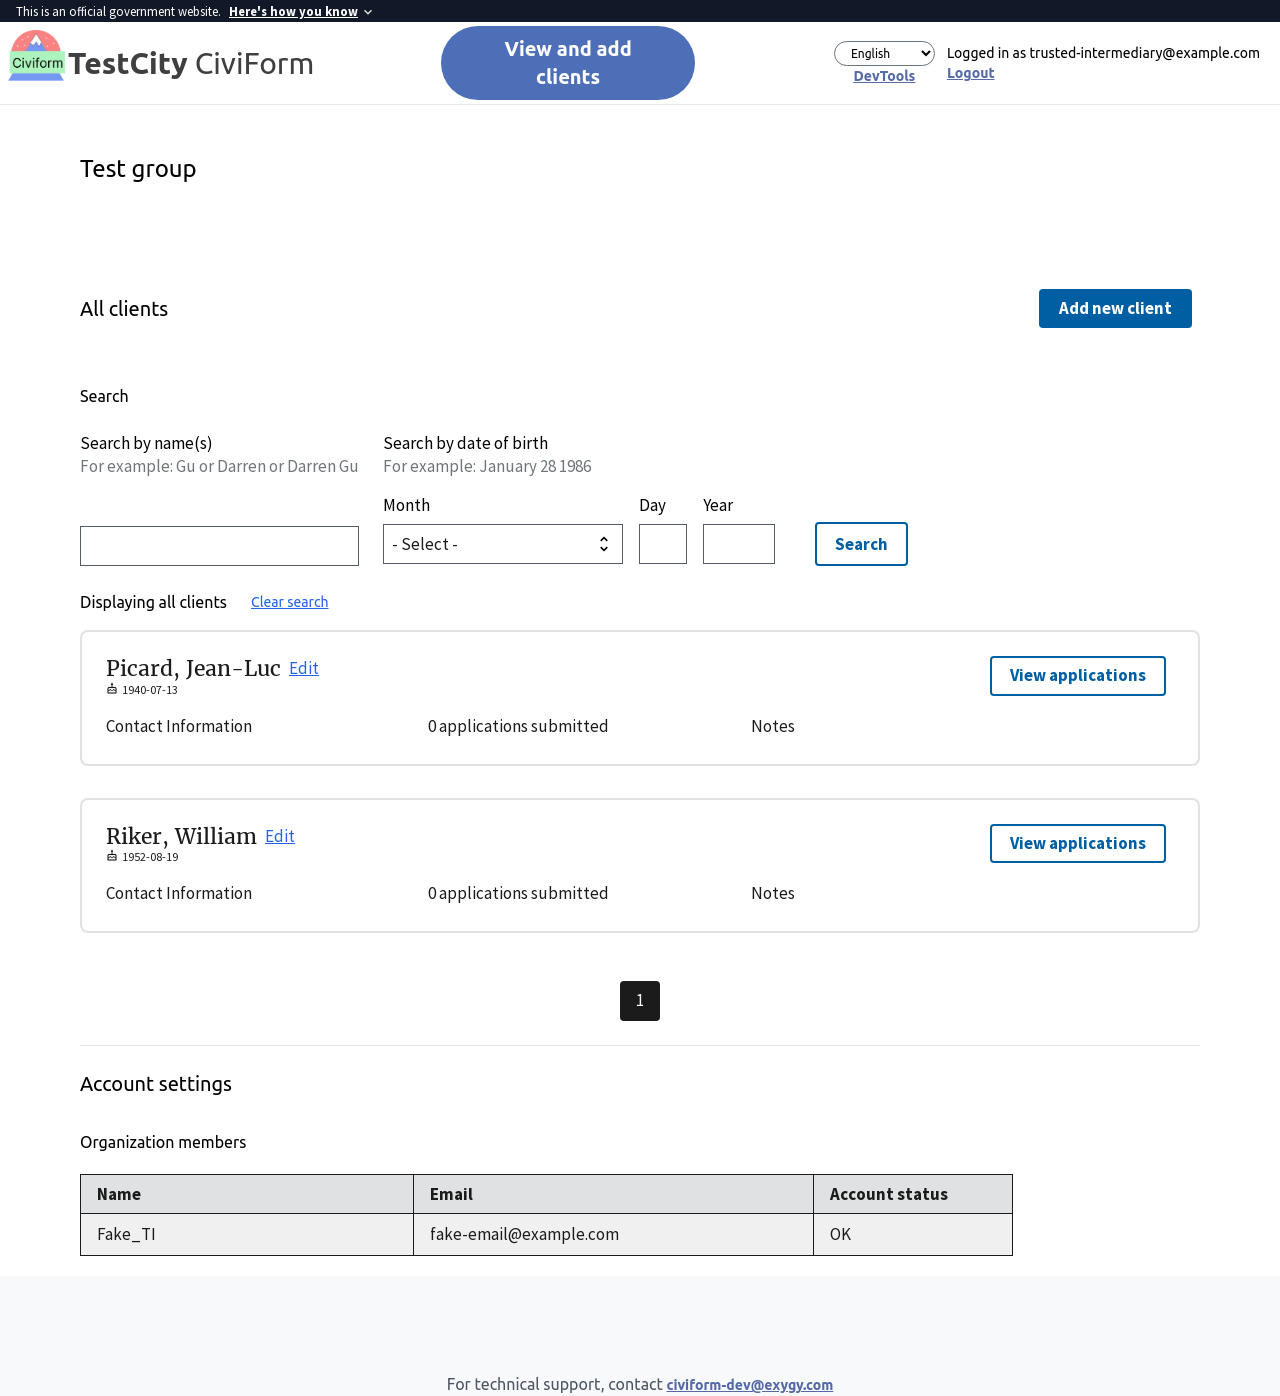 This is an official government website. Here's how you know
Civiform
TestCity CiviForm
View and add
clients
English
DevTools
Logged in as trusted-intermediary@example.com
Logout
Test group
All clients
Add new client
Search
Search by name(s)
For example: Gu or Darren or Darren Gu
Search by date of birth
For example: January 28 1986
Month
Day
Year
- Select -
Search
Displaying all clients
Clear search
Picard, Jean-Luc Edit
View applications
1940-07-13
Contact Information
0 applications submitted
Notes
Riker, William Edit
View applications
1952-08-19
Contact Information
0 applications submitted
Notes
1
Account settings
Organization members
Name Email Account status
Fake_TI fake-email@example.com OK
For technical support, contact civiform-dev@exygy.com